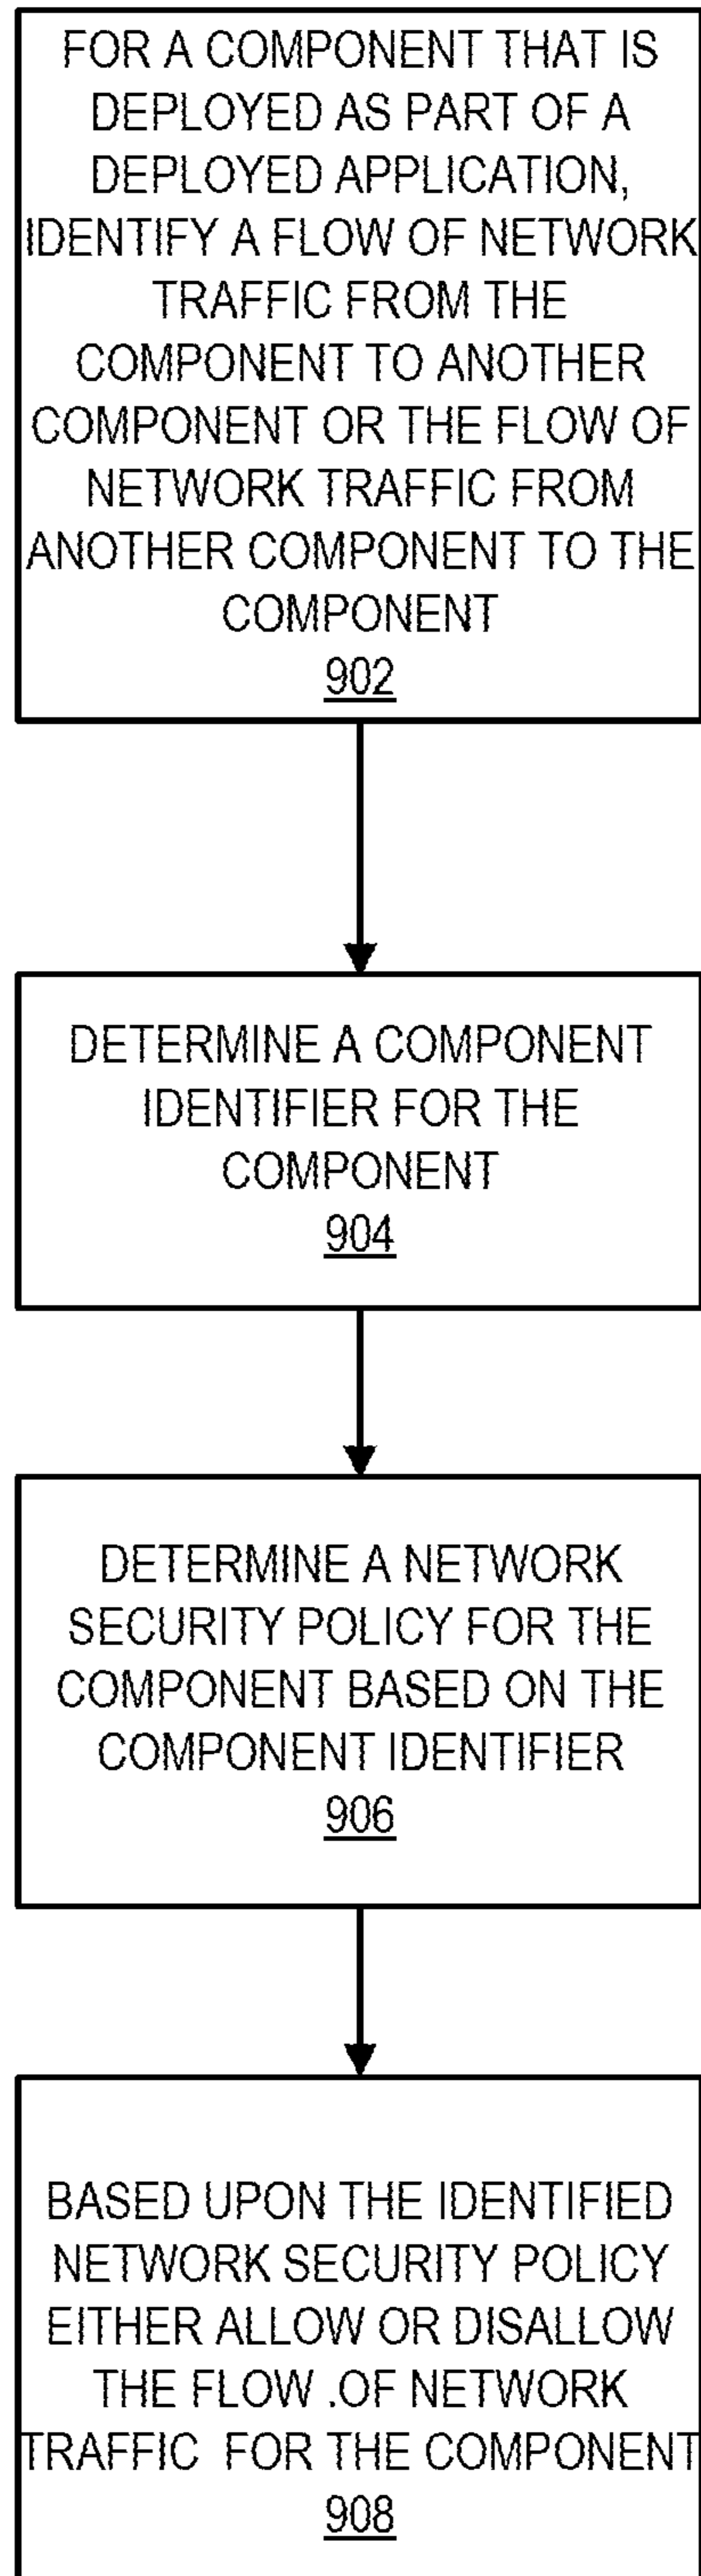 FOR A COMPONENT THAT IS
DEPLOYED AS PART OF A
DEPLOYED APPLICATION,
IDENTIFY A FLOW OF NETWORK
TRAFFIC FROM THE
COMPONENT TO ANOTHER
COMPONENT OR THE FLOW OF
NETWORK TRAFFIC FROM
ANOTHER COMPONENT TO THE
COMPONENT
902
DETERMINE A COMPONENT
IDENTIFIER FOR THE
COMPONENT
904
DETERMINE A NETWORK
SECURITY POLICY FOR THE
COMPONENT BASED ON THE
COMPONENT IDENTIFIER
906
BASED UPON THE IDENTIFIED
NETWORK SECURITY POLICY
EITHER ALLOW OR DISALLOW
THE FLOW .OF NETWORK
TRAFFIC  FOR THE COMPONENT
908